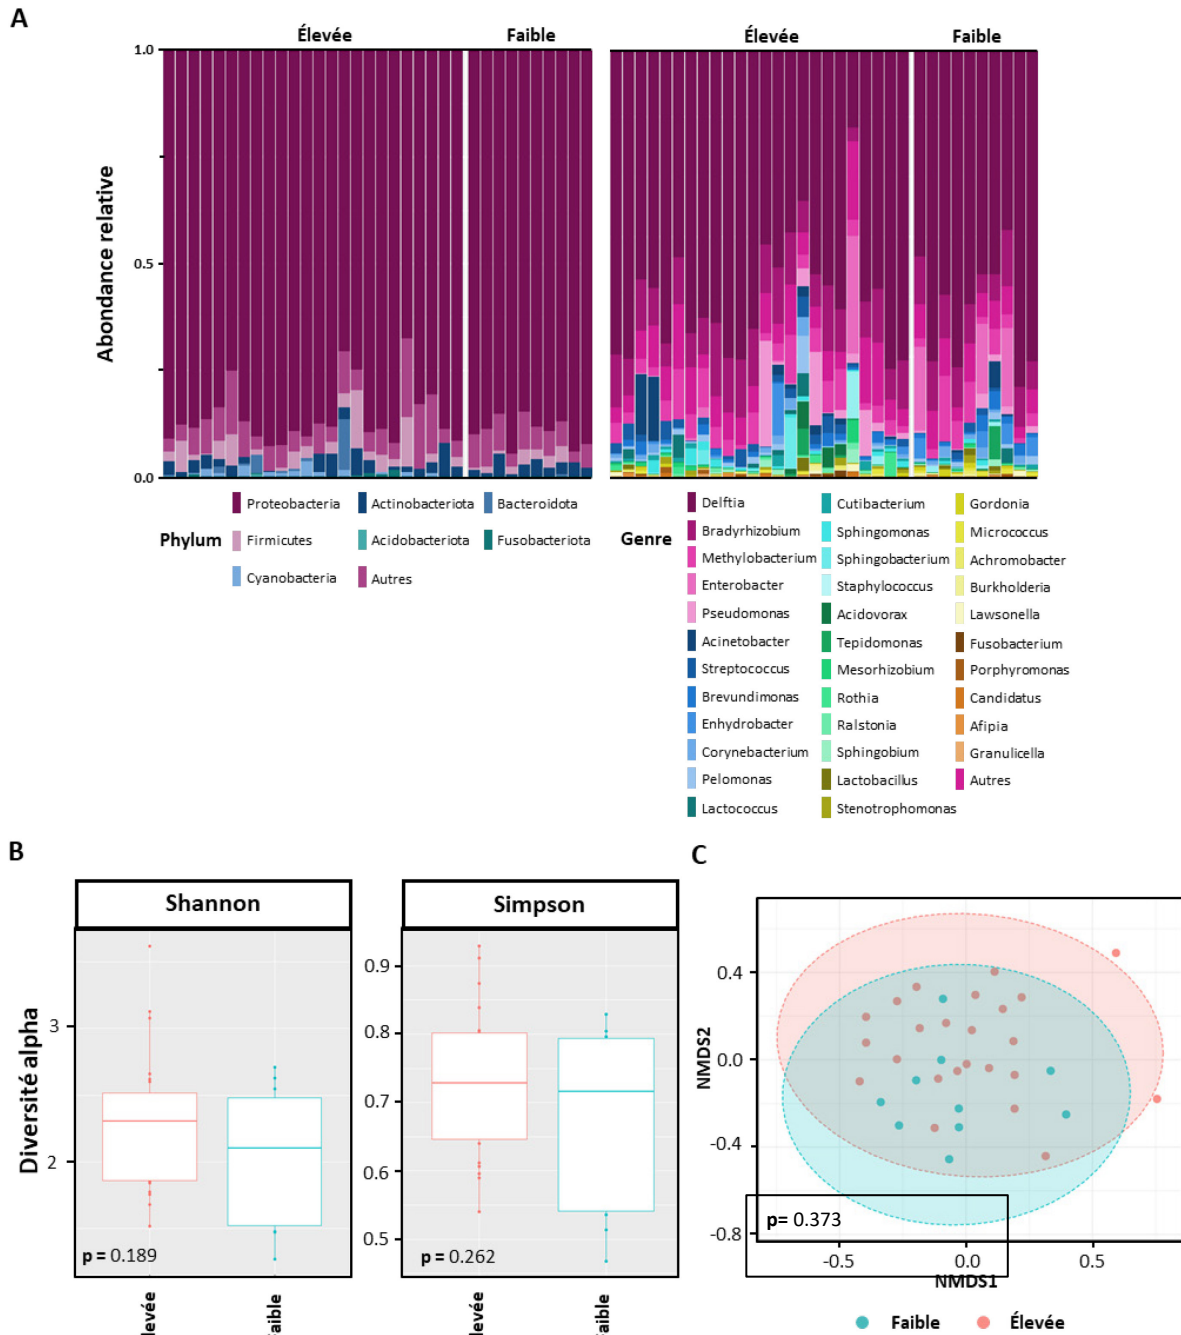 A
Élevée Faible Élevée Faible
1.0
0.5
0.0
Abondance relative
Phylum
Proteobacteria Actinobacteriota Bacteroidota
Firmicutes Acidobacteriota Fusobacteriota
Cyanobacteria Autres
Genre
Delftia Cutibacterium Gordonia
Bradyrhizobium Sphingomonas Micrococcus
Methylobacterium Sphingobacterium Achromobacter
Enterobacter Staphylococcus Burkholderia
Pseudomonas Acidovorax Lawsonella
Acinetobacter Tepidomonas Fusobacterium
Streptococcus Mesorhizobium Porphyromonas
Brevundimonas Rothia Candidatus
Enhydrobacter Ralstonia Afipia
Corynebacterium Sphingobium Granulicella
Pelomonas Lactobacillus Autres
Lactococcus Stenotrophomonas
B
Shannon
Diversité alpha
3
2
p = 0.189
levée
faible
Simpson
0.9
0.8
0.7
0.6
0.5
p = 0.262
levée
faible
C
NMDS2
0.4
0.0
-0.4
-0.8
p= 0.373
-0.5 0.0 0.5
NMDS1
Faible Élevée